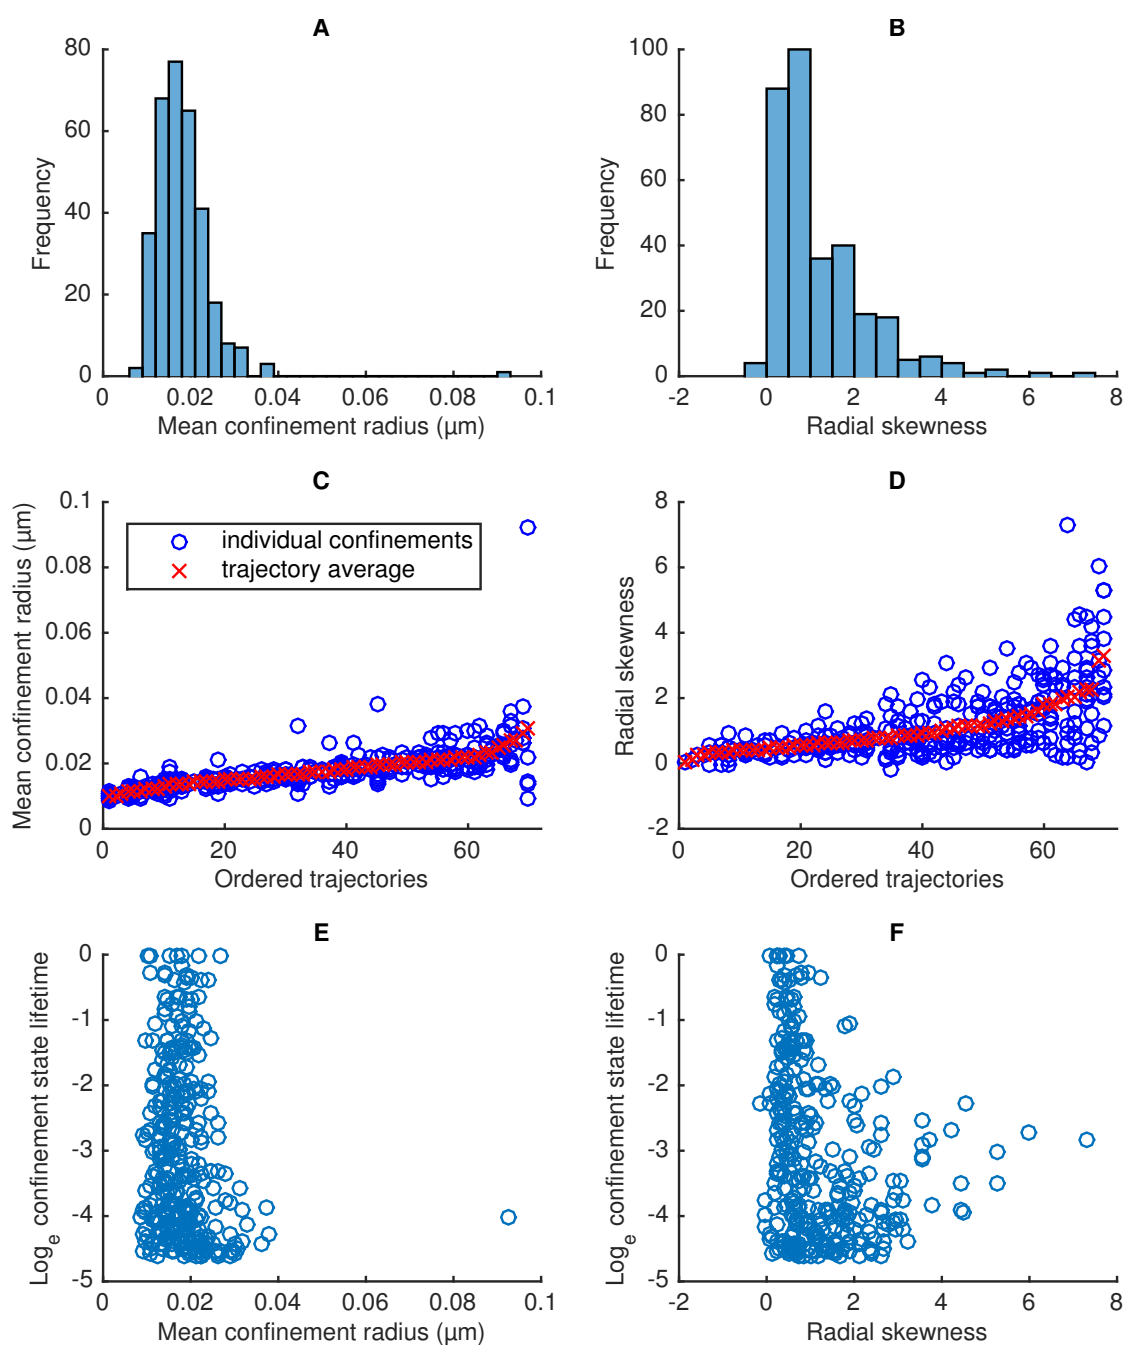 A
80
60
40
20
0
Frequency
0 0.02 0.04 0.06 0.08 0.1
Mean confinement radius (µm)
B
100
80
60
40
20
0
Frequency
-2 0 2 4 6 8
Radial skewness
C
0.1
0.08
0.06
0.04
0.02
0
Mean confinement radius (µm)
individual confinements
trajectory average
0 20 40 60
Ordered trajectories
D
8
6
4
2
0
-2
Radial skewness
0 20 40 60
Ordered trajectories
E
0
-1
-2
-3
-4
-5
Log_e confinement state lifetime
0 0.02 0.04 0.06 0.08 0.1
Mean confinement radius (µm)
F
0
-1
-2
-3
-4
-5
Log_e confinement state lifetime
-2 0 2 4 6 8
Radial skewness